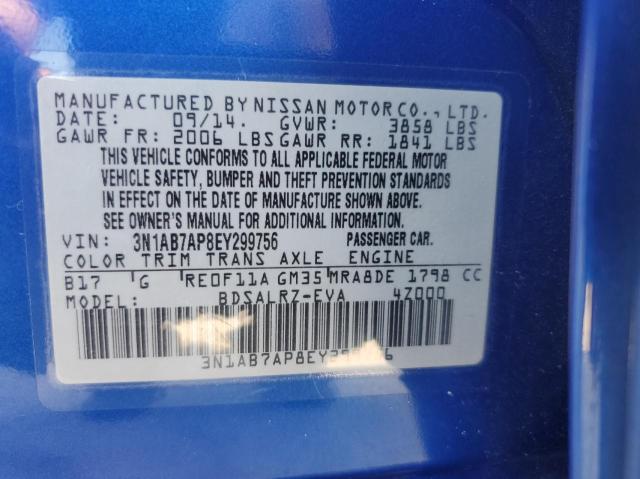 MANUFACTURED BY NISSAN MOTOR CO., LTD.
DATE: 09/14. GVWR: 3858 LBS
GAWR FR: 2006 LBS GAWR RR: 1841 LBS
THIS VEHICLE CONFORMS TO ALL APPLICABLE FEDERAL MOTOR
VEHICLE SAFETY, BUMPER AND THEFT PREVENTION STANDARDS
IN EFFECT ON THE DATE OF MANUFACTURE SHOWN ABOVE.
SEE OWNER'S MANUAL FOR ADDITIONAL INFORMATION.
VIN: 3N1AB7AP8EY299756 PASSENGER CAR.
COLOR TRIM TRANS AXLE ENGINE
B17 G RE0F11A GM35 MRA8DE 1798 CC
MODEL: BDSALRZ-EVA 4Z000